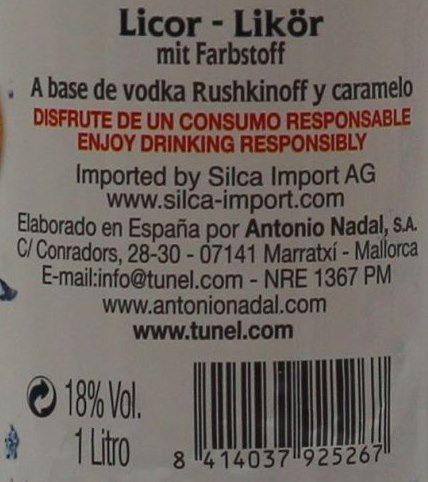 Licor - Likör
mit Farbstoff
A base de vodka Rushkinoff y caramelo
DISFRUTE DE UN CONSUMO RESPONSABLE
ENJOY DRINKING RESPONSIBLY
Imported by Silca Import AG
www.silca-import.com
Elaborado en España por Antonio Nadal, S.A.
C/ Conradors, 28-30 - 07141 Marratxí - Mallorca
E-mail:info@tunel.com - NRE 1367 PM
www.antonionadal.com
www.tunel.com
18% Vol.
1 Litro
8 414037 925267